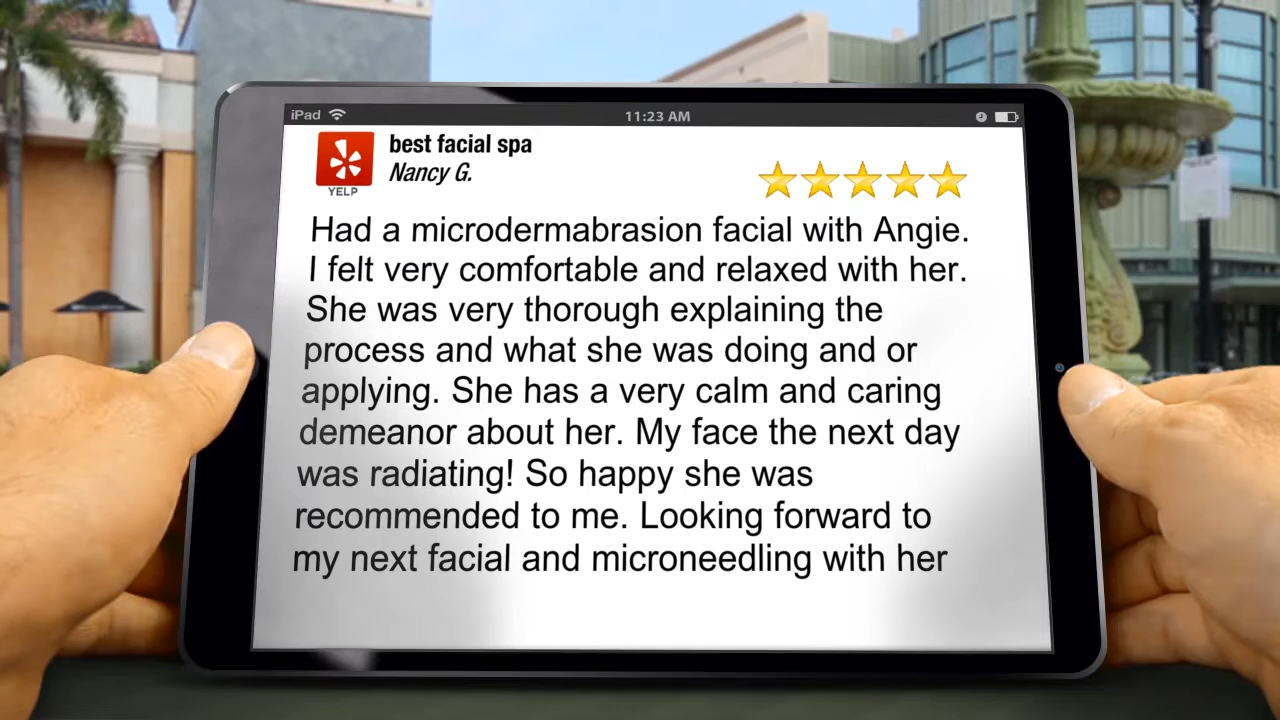 iPad
11:23 AM
best facial spa
Nancy G.
YELP
Had a microdermabrasion facial with Angie.
I felt very comfortable and relaxed with her.
She was very thorough explaining the
process and what she was doing and or
applying. She has a very calm and caring
demeanor about her. My face the next day
was radiating! So happy she was
recommended to me. Looking forward to
my next facial and microneedling with her